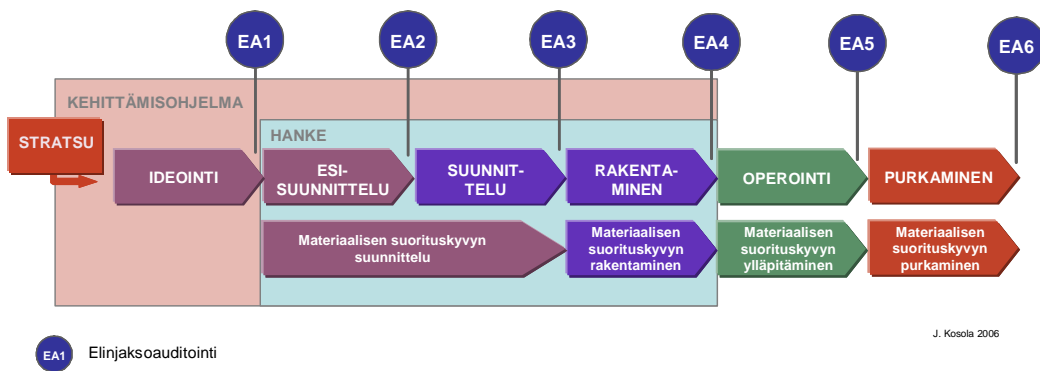 EA1
EA2
EA3
EA4
EA5
EA6
KEHITTÄMISOHJELMA
STRATSU
HANKE
IDEOINTI
ESI-
SUUNNITTELU
SUUNNIT-
TELU
RAKENTA-
MINEN
OPEROINTI
PURKAMINEN
Materiaalisen suorituskyvyn
suunnittelu
Materiaalisen
suorituskyvyn
rakentaminen
Materiaalisen
suorituskyvyn
ylläpitäminen
Materiaalisen
suorituskyvyn
purkaminen
J. Kosola 2006
EA1
Elinjaksoauditointi